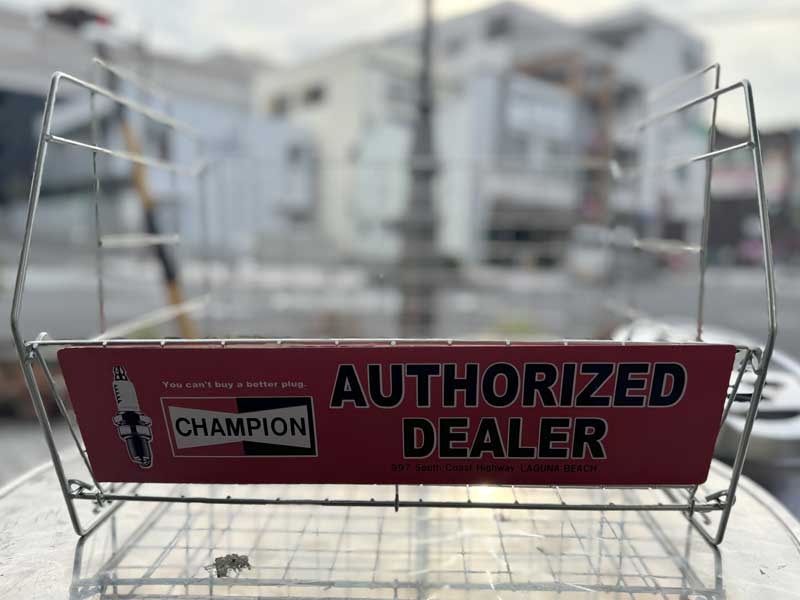 You can't buy a better plug.
CHAMPION
AUTHORIZED
DEALER
997 South Coast Highway LAGUNA BEACH